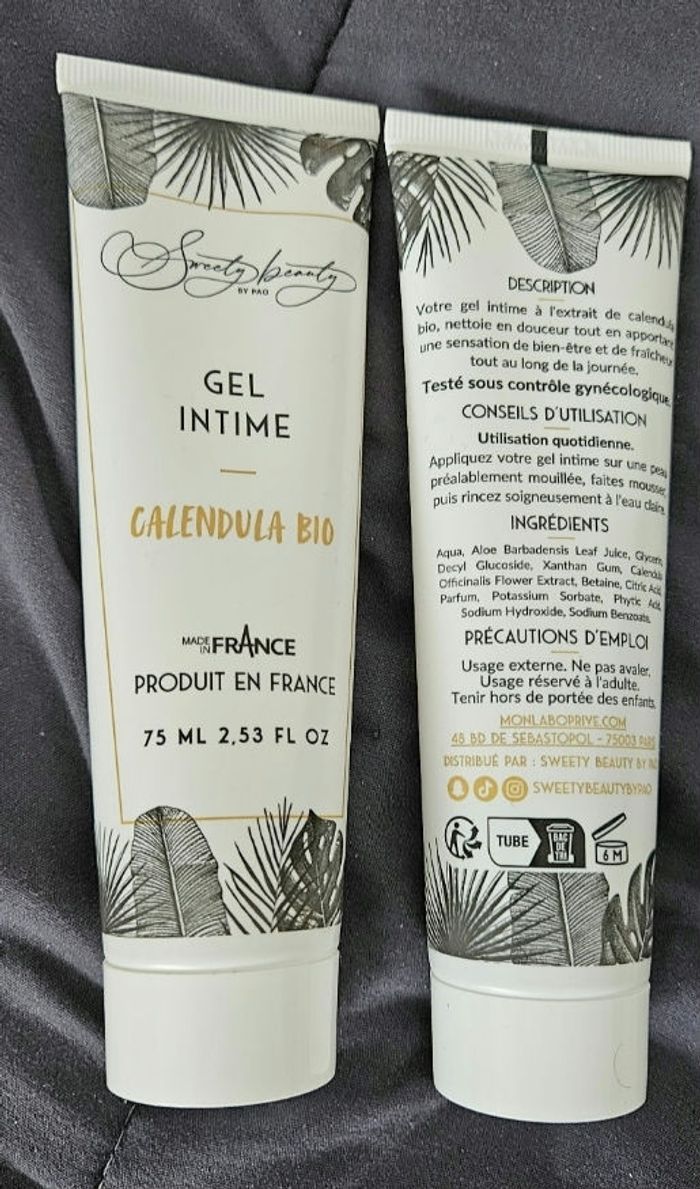 Sweety beauty
BY PAO
GEL
INTIME
CALENDULA BIO
MADE IN FRANCE
PRODUIT EN FRANCE
75 ML 2,53 FL OZ
DESCRIPTION
Votre gel intime à l'extrait de calendula
bio, nettoie en douceur tout en apportant
une sensation de bien-être et de fraîcheur
tout au long de la journée.
Testé sous contrôle gynécologique.
CONSEILS D'UTILISATION
Utilisation quotidienne.
Appliquez votre gel intime sur une peau
préalablement mouillée, faites mousser,
puis rincez soigneusement à l'eau claire.
INGRÉDIENTS
Aqua, Aloe Barbadensis Leaf Juice, Glycerin,
Decyl Glucoside, Xanthan Gum, Calendula
Officinalis Flower Extract, Betaine, Citric Acid,
Parfum, Potassium Sorbate, Phytic Acid,
Sodium Hydroxide, Sodium Benzoate.
PRÉCAUTIONS D'EMPLOI
Usage externe. Ne pas avaler.
Usage réservé à l'adulte.
Tenir hors de portée des enfants.
MONLABOPRIVE.COM
48 BD DE SEBASTOPOL - 75003 PARIS
DISTRIBUÉ PAR : SWEETY BEAUTY BY PAO
SWEETYBEAUTYBYPAO
TUBE
BAC DE TRI
6 M